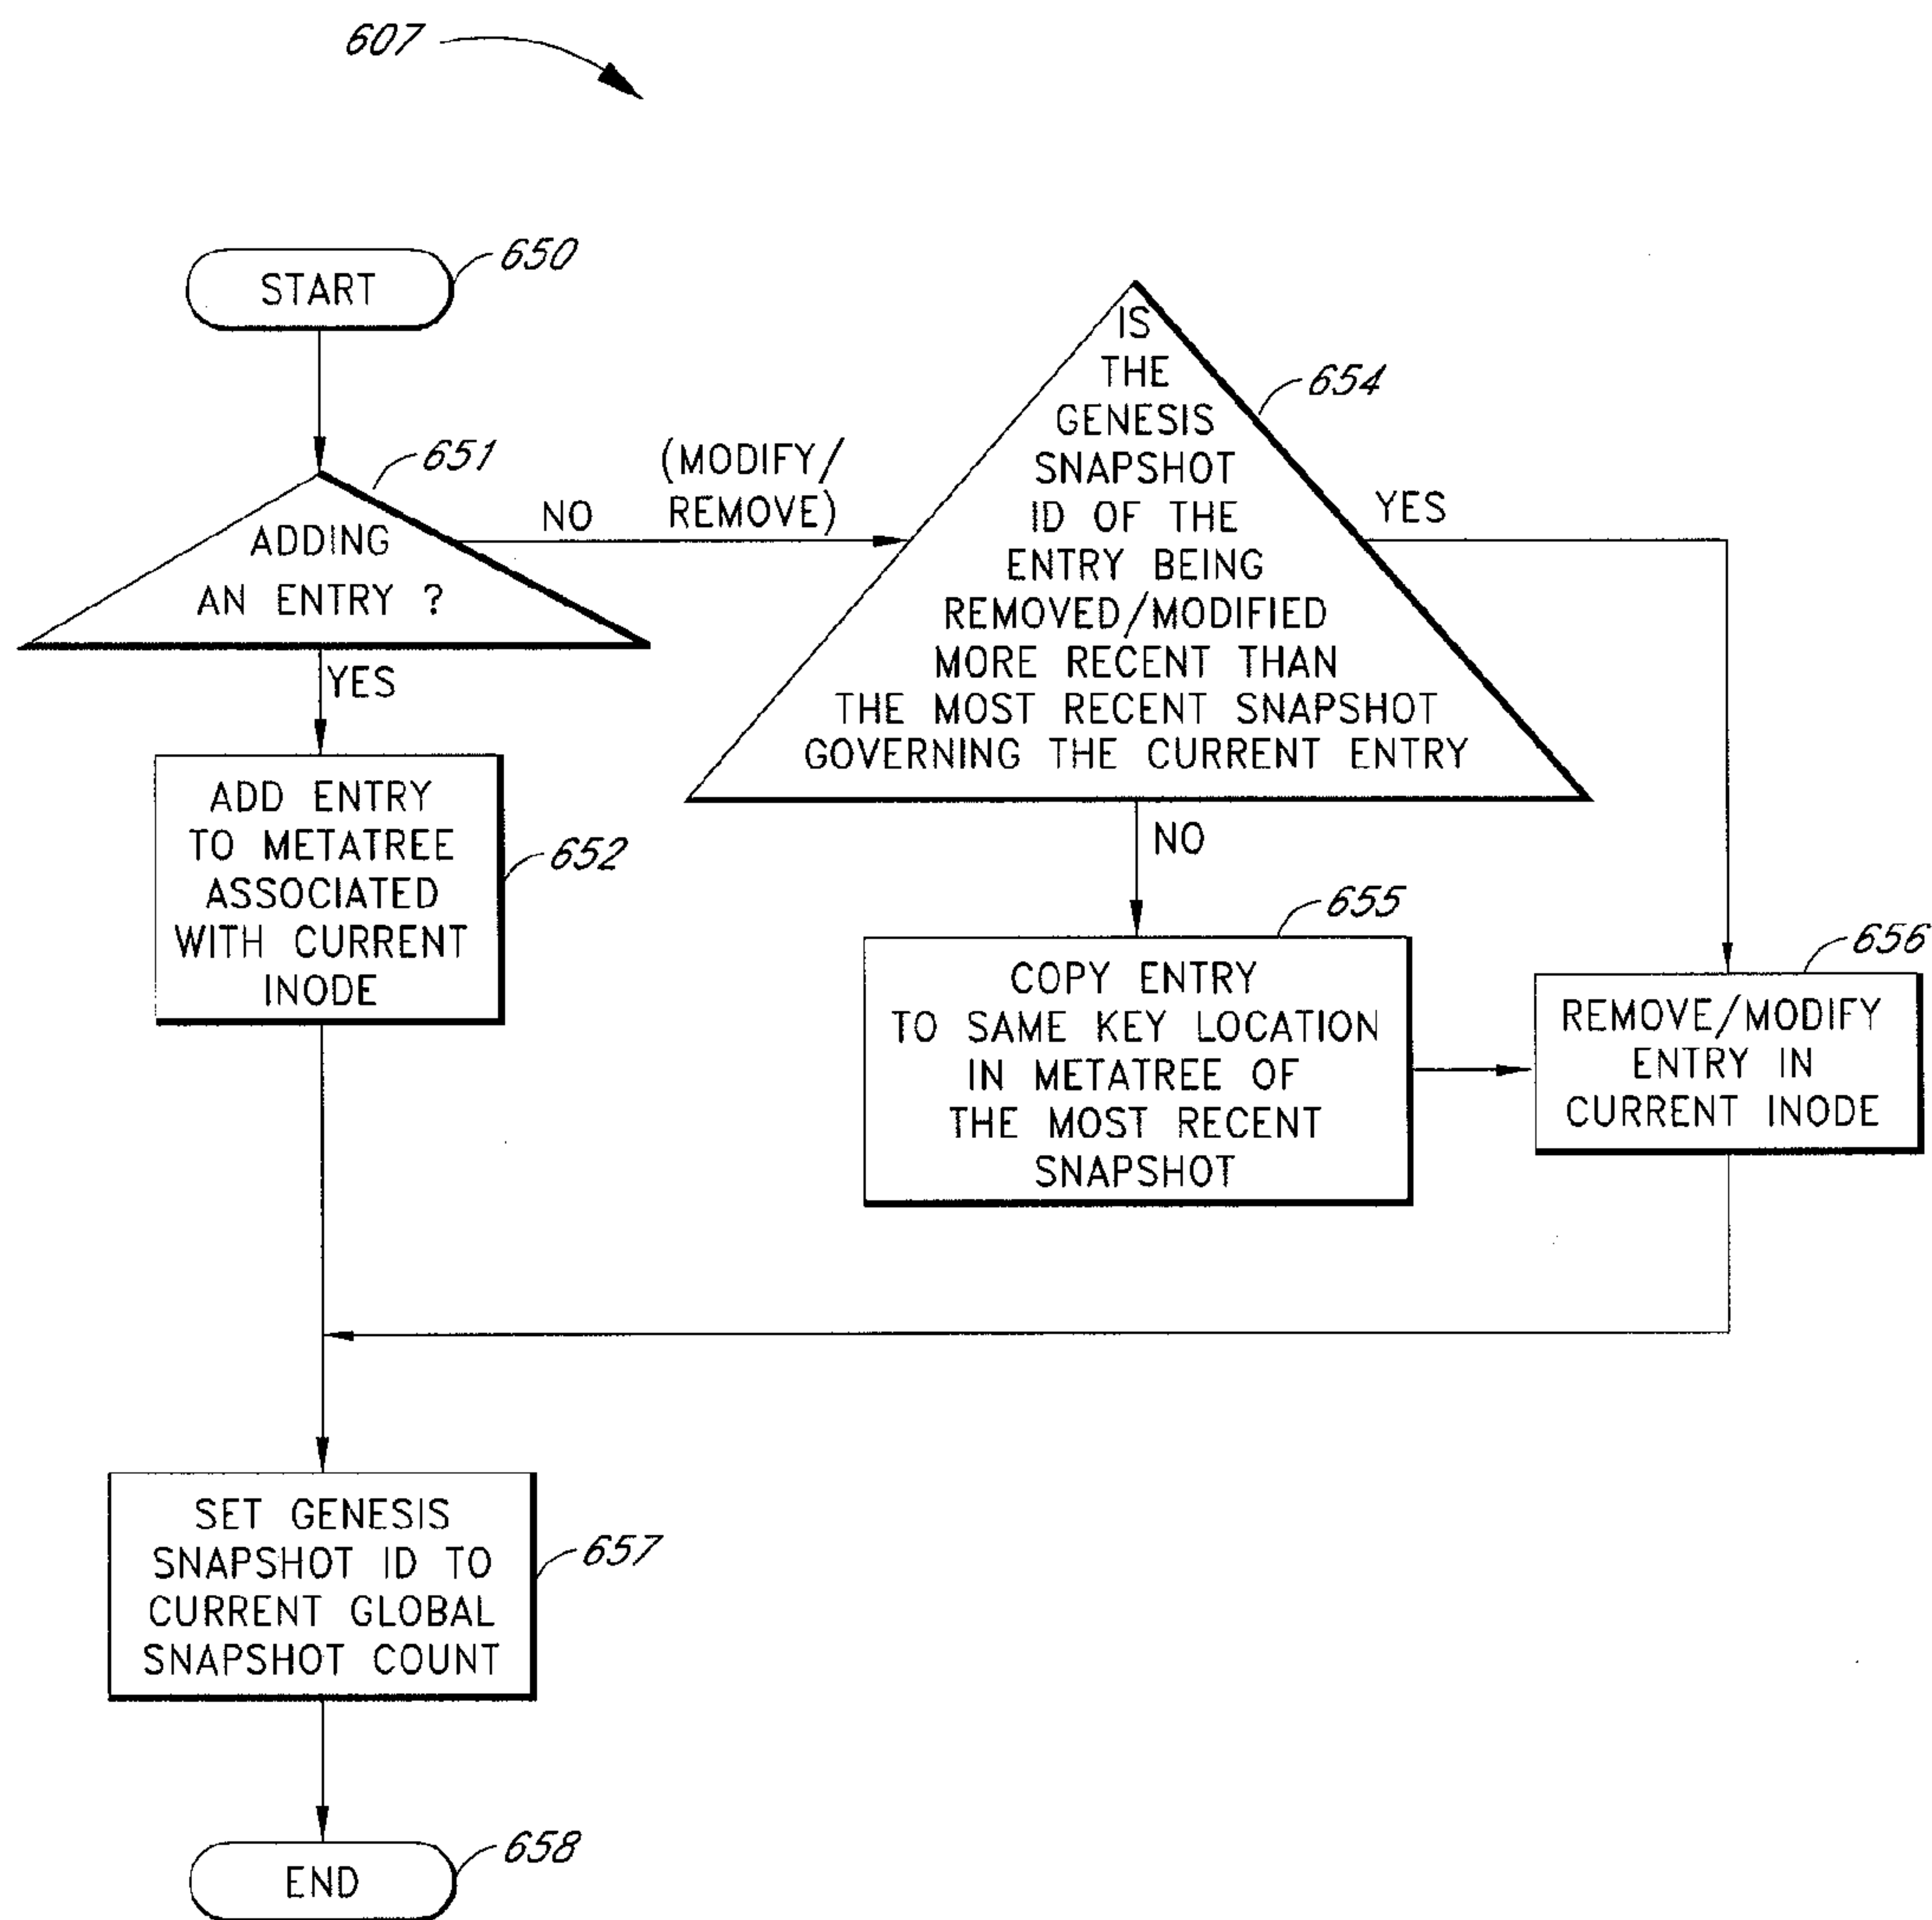 607
START
650
651
ADDING
AN ENTRY ?
NO
(MODIFY/
REMOVE)
YES
IS
THE
GENESIS
SNAPSHOT
ID OF THE
ENTRY BEING
REMOVED/MODIFIED
MORE RECENT THAN
THE MOST RECENT SNAPSHOT
GOVERNING THE CURRENT ENTRY
654
YES
NO
ADD ENTRY
TO METATREE
ASSOCIATED
WITH CURRENT
INODE
652
655
COPY ENTRY
TO SAME KEY LOCATION
IN METATREE OF
THE MOST RECENT
SNAPSHOT
656
REMOVE/MODIFY
ENTRY IN
CURRENT INODE
SET GENESIS
SNAPSHOT ID TO
CURRENT GLOBAL
SNAPSHOT COUNT
657
END
658